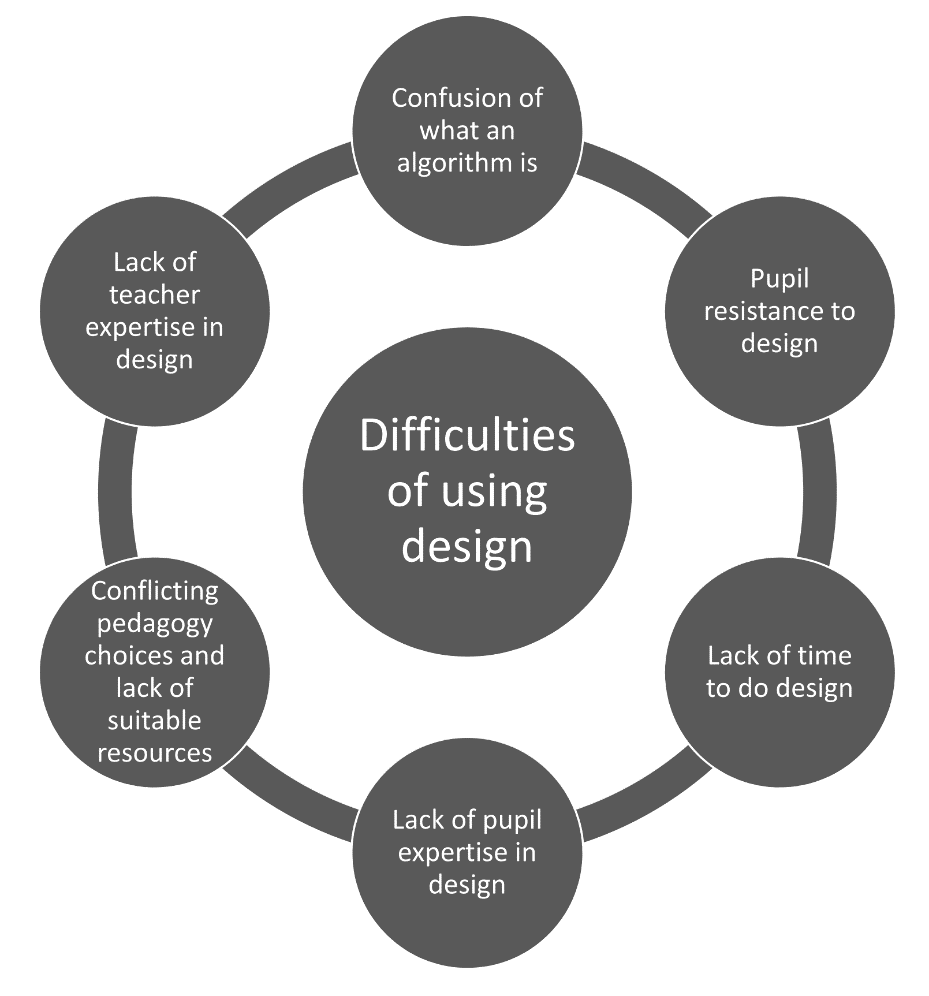 Confusion of
what an
algorithm is
Pupil
resistance to
design
Lack of time
to do design
Lack of pupil
expertise in
design
Conflicting
pedagogy
choices and
lack of
suitable
resources
Lack of
teacher
expertise in
design
Difficulties
of using
design